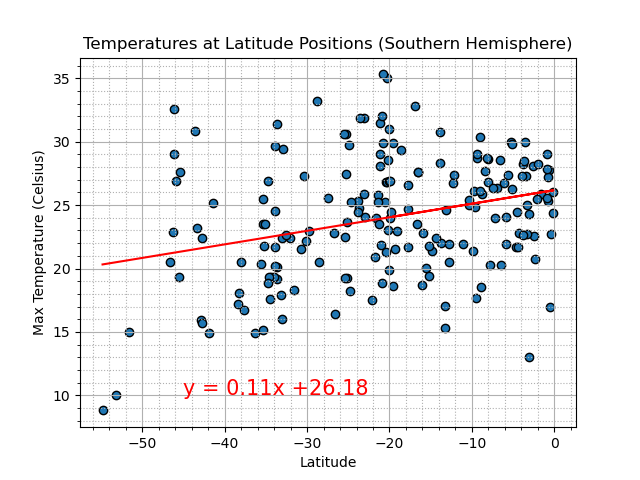 Temperatures at Latitude Positions (Southern Hemisphere)
Max Temperature (Celsius)
35
30
25
20
15
10
y = 0.11x +26.18
−50 −40 −30 −20 −10 0
Latitude